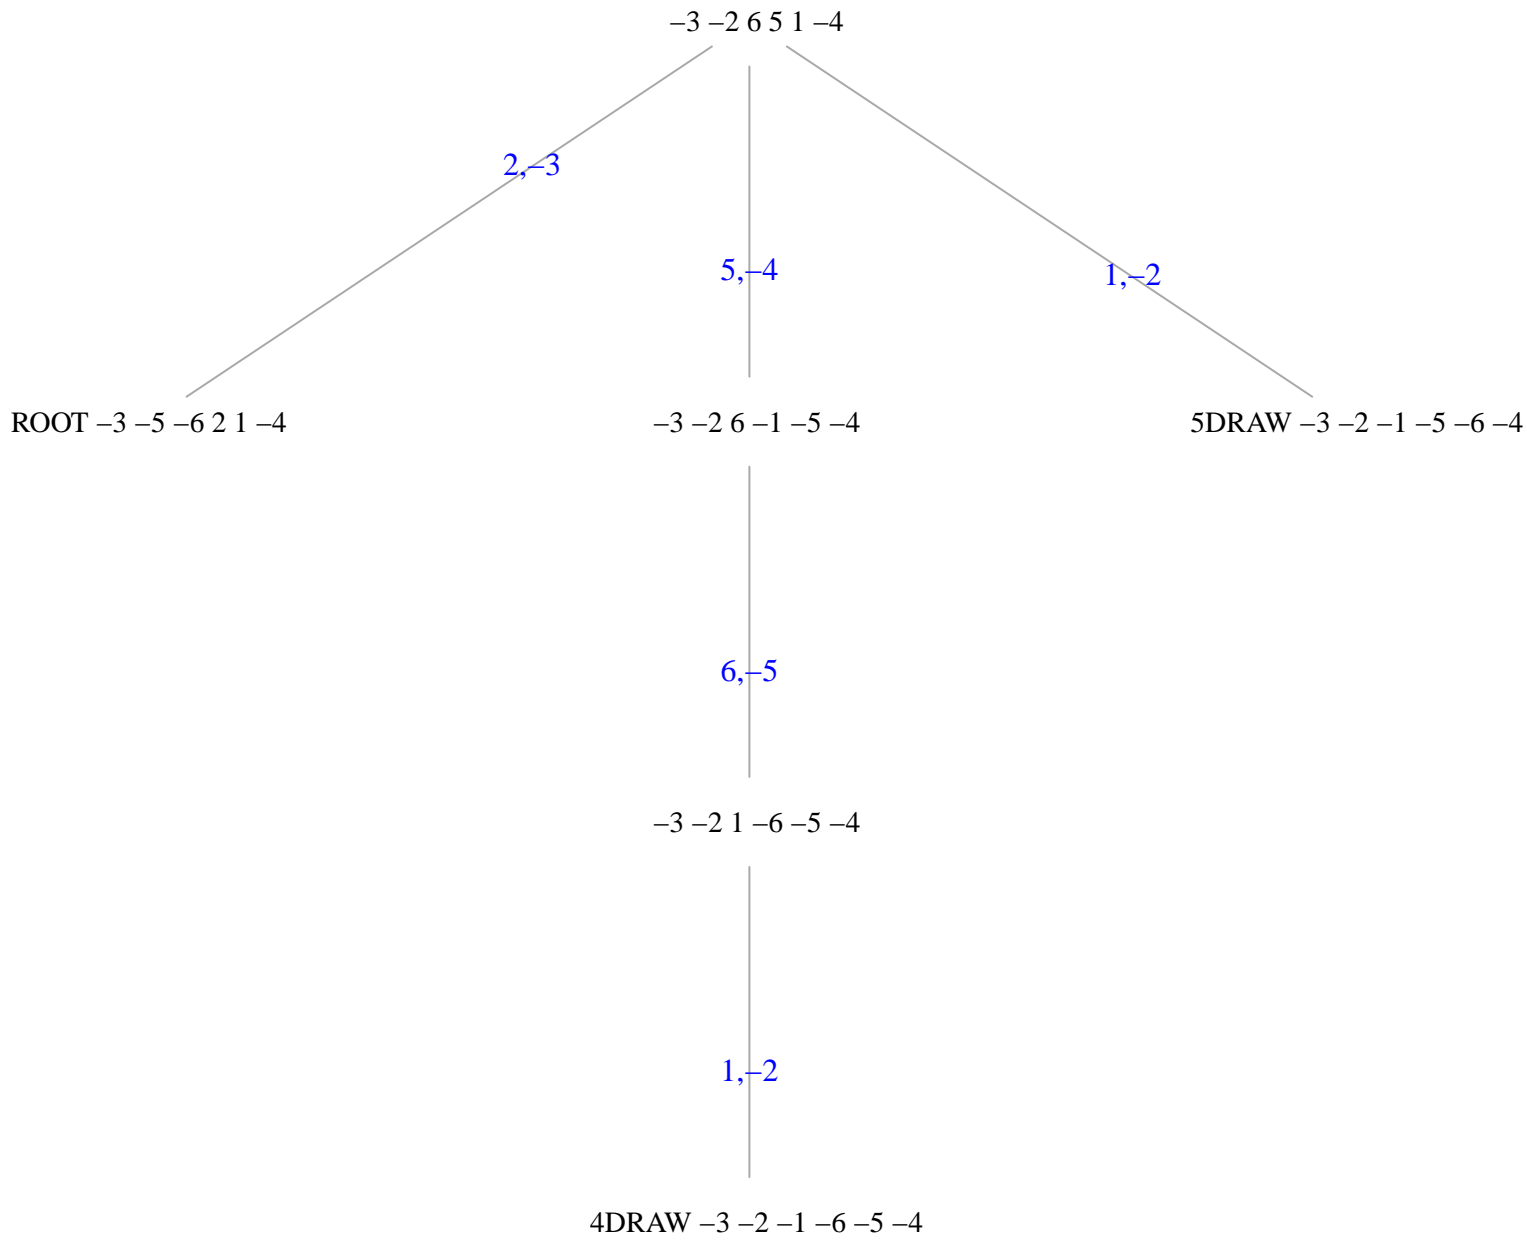 –3 –2 6 5 1 –4
2,–3
5,–4
1,–2
ROOT –3 –5 –6 2 1 –4
–3 –2 6 –1 –5 –4
5DRAW –3 –2 –1 –5 –6 –4
6,–5
–3 –2 1 –6 –5 –4
1,–2
4DRAW –3 –2 –1 –6 –5 –4